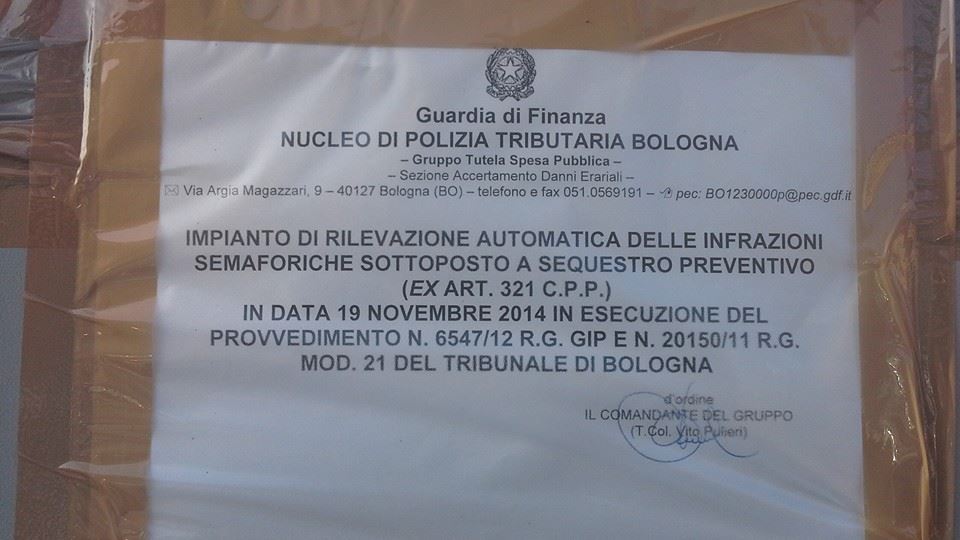 Guardia di Finanza
NUCLEO DI POLIZIA TRIBUTARIA BOLOGNA
– Gruppo Tutela Spesa Pubblica –
– Sezione Accertamento Danni Erariali –
Via Argia Magazzari, 9 – 40127 Bologna (BO) – telefono e fax 051.0569191 – pec: BO1230000p@pec.gdf.it
IMPIANTO DI RILEVAZIONE AUTOMATICA DELLE INFRAZIONI
SEMAFORICHE SOTTOPOSTO A SEQUESTRO PREVENTIVO
(EX ART. 321 C.P.P.)
IN DATA 19 NOVEMBRE 2014 IN ESECUZIONE DEL
PROVVEDIMENTO N. 6547/12 R.G. GIP E N. 20150/11 R.G.
MOD. 21 DEL TRIBUNALE DI BOLOGNA
d'ordine
IL COMANDANTE DEL GRUPPO
(T.Col. Vito Pulieri)